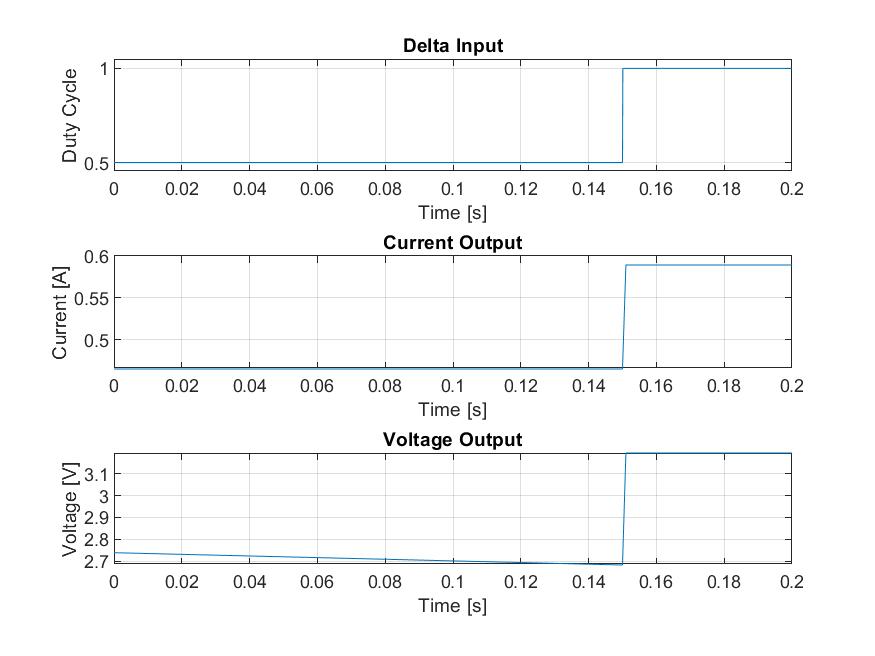 Delta Input
Duty Cycle
1
0.5
0 0.02 0.04 0.06 0.08 0.1 0.12 0.14 0.16 0.18 0.2
Time [s]
Current Output
Current [A]
0.6
0.55
0.5
0 0.02 0.04 0.06 0.08 0.1 0.12 0.14 0.16 0.18 0.2
Time [s]
Voltage Output
Voltage [V]
3.1
3
2.9
2.8
2.7
0 0.02 0.04 0.06 0.08 0.1 0.12 0.14 0.16 0.18 0.2
Time [s]